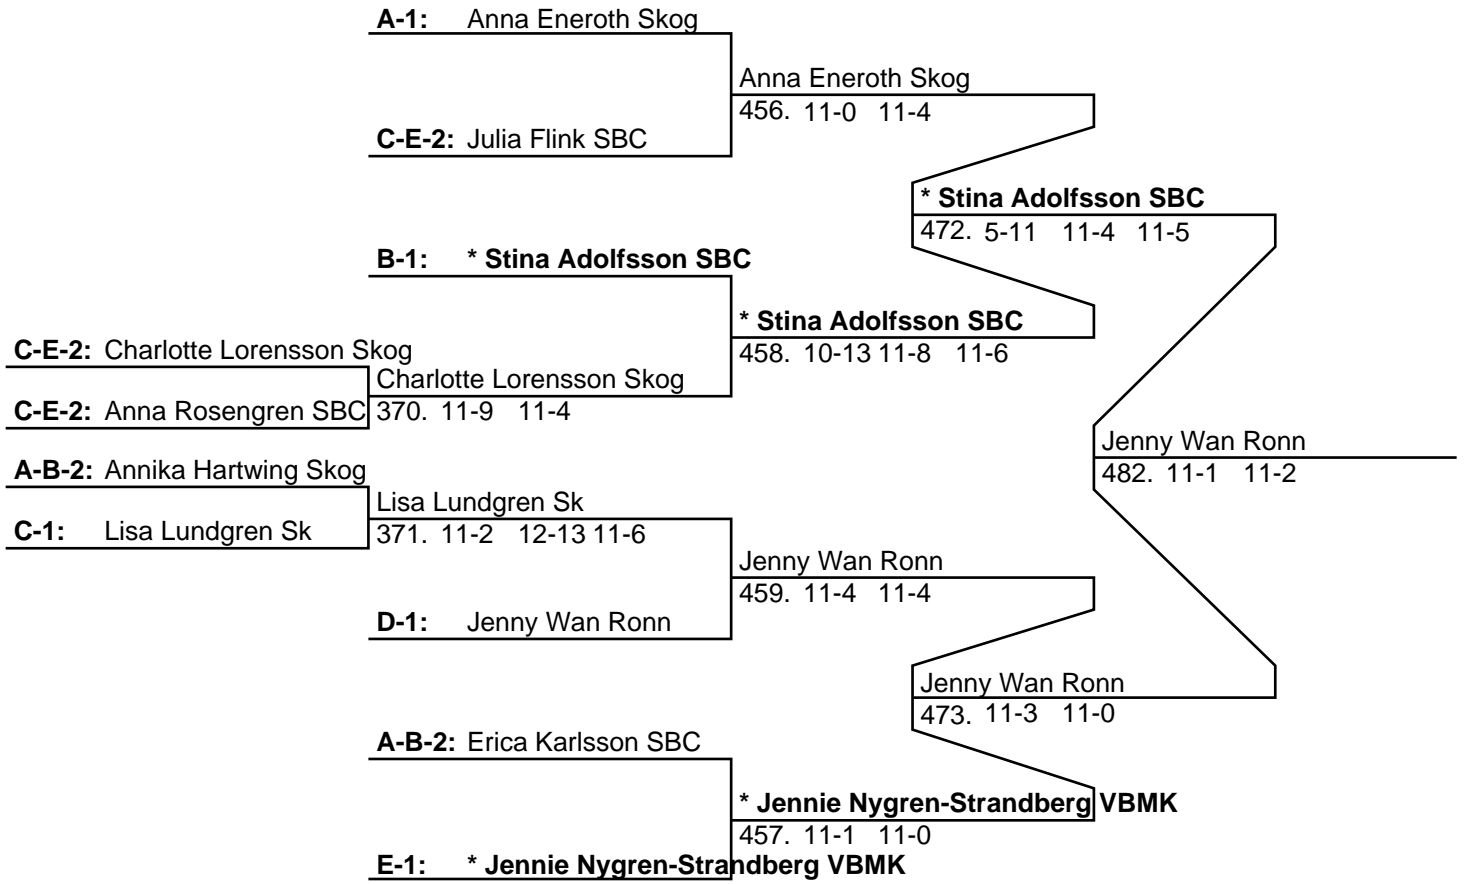 A-1: Anna Eneroth Skog
Anna Eneroth Skog
456. 11-0 11-4
C-E-2: Julia Flink SBC
* Stina Adolfsson SBC
472. 5-11 11-4 11-5
B-1: * Stina Adolfsson SBC
* Stina Adolfsson SBC
458. 10-13 11-8 11-6
C-E-2: Charlotte Lorensson Skog
Charlotte Lorensson Skog
C-E-2: Anna Rosengren SBC 370. 11-9 11-4
Jenny Wan Ronn
482. 11-1 11-2
A-B-2: Annika Hartwing Skog
Lisa Lundgren Sk
C-1: Lisa Lundgren Sk 371. 11-2 12-13 11-6
Jenny Wan Ronn
459. 11-4 11-4
D-1: Jenny Wan Ronn
Jenny Wan Ronn
473. 11-3 11-0
A-B-2: Erica Karlsson SBC
* Jennie Nygren-Strandberg VBMK
457. 11-1 11-0
E-1: * Jennie Nygren-Strandberg VBMK